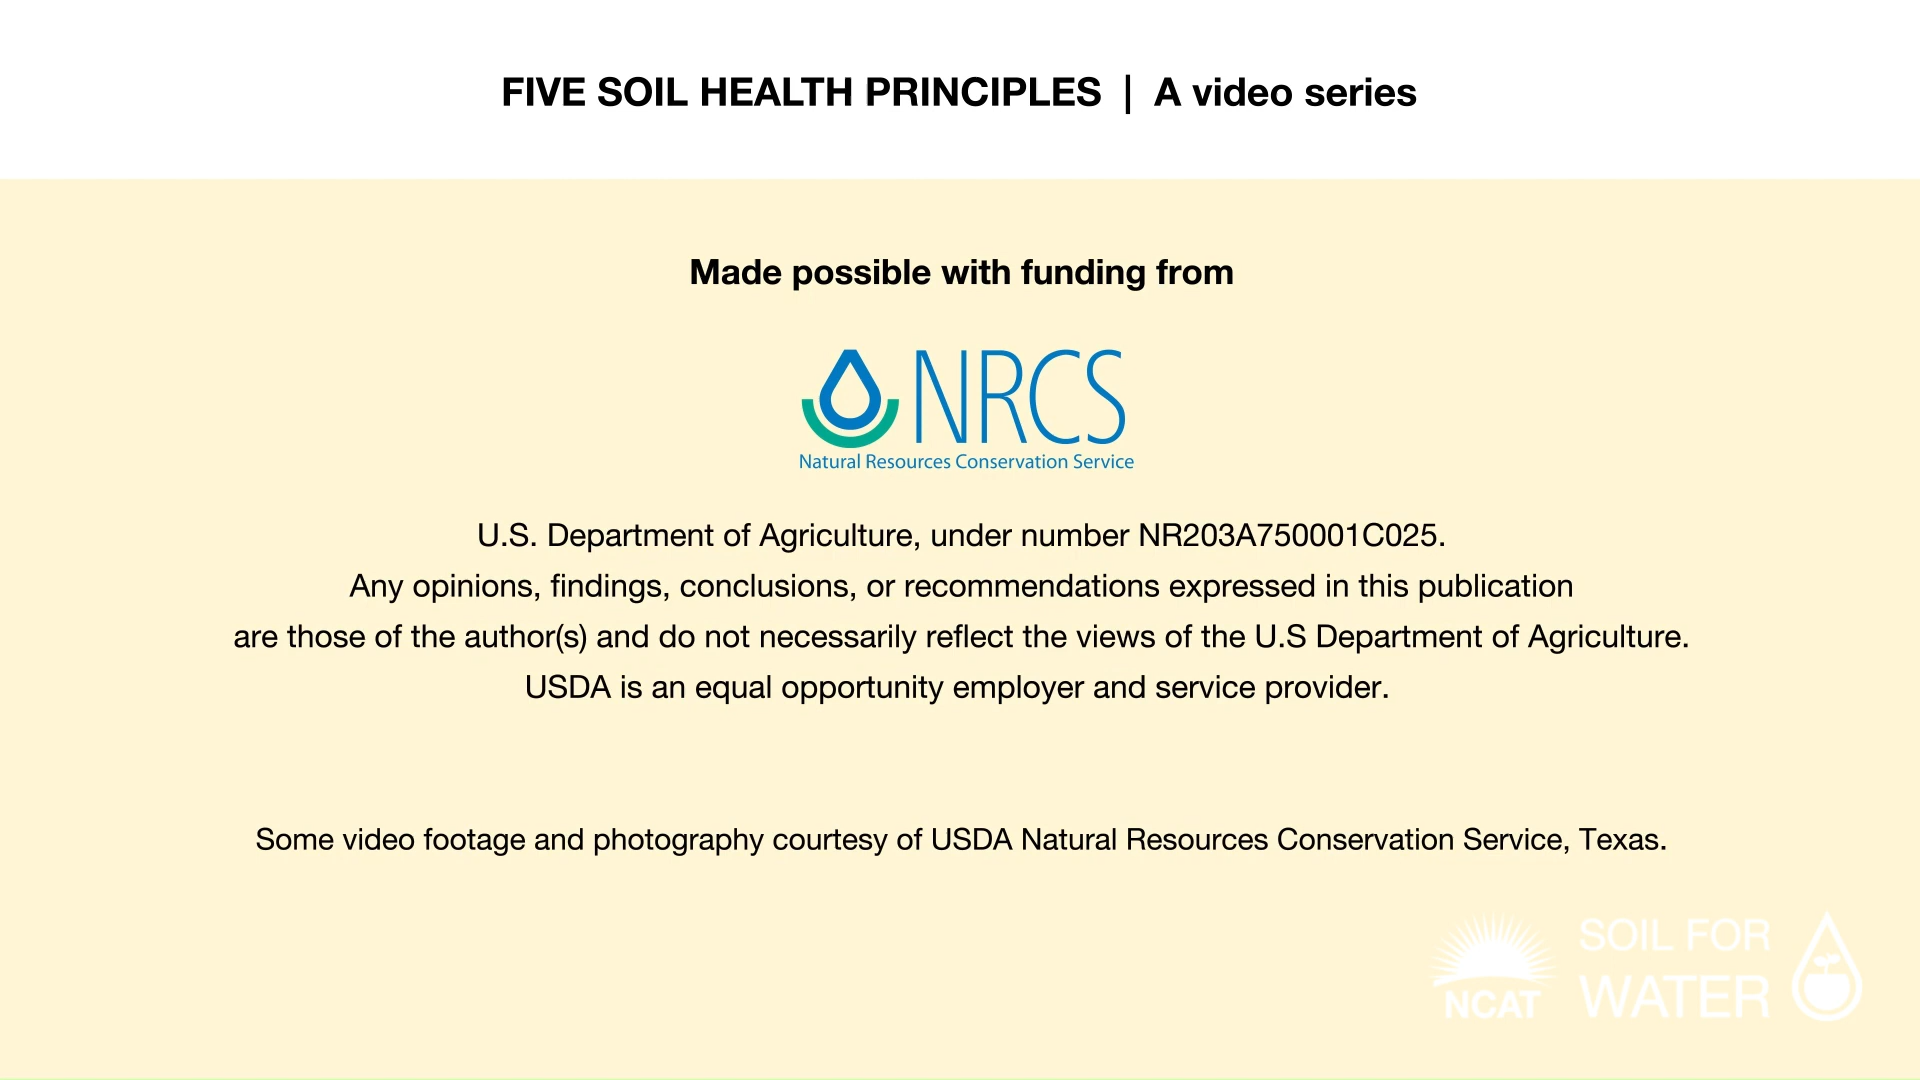 FIVE SOIL HEALTH PRINCIPLES | A video series
Made possible with funding from
NRCS
Natural Resources Conservation Service
U.S. Department of Agriculture, under number NR203A750001C025.
Any opinions, findings, conclusions, or recommendations expressed in this publication
are those of the author(s) and do not necessarily reflect the views of the U.S Department of Agriculture.
USDA is an equal opportunity employer and service provider.
Some video footage and photography courtesy of USDA Natural Resources Conservation Service, Texas.
NCAT
SOIL FOR
WATER